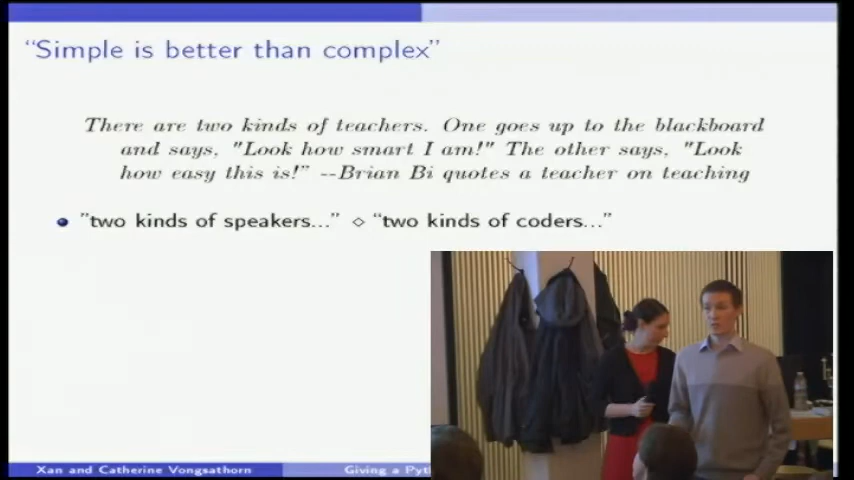 “Simple is better than complex”
There are two kinds of teachers. One goes up to the blackboard
and says, "Look how smart I am!" The other says, "Look
how easy this is!” --Brian Bi quotes a teacher on teaching
”two kinds of speakers...” ◇ “two kinds of coders...”
Xan and Catherine Vongsathorn
Giving a